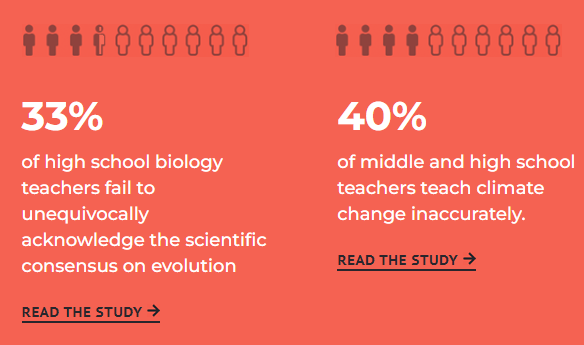 33%
of high school biology
teachers fail to
unequivocally
acknowledge the scientific
consensus on evolution
READ THE STUDY →
40%
of middle and high school
teachers teach climate
change inaccurately.
READ THE STUDY →